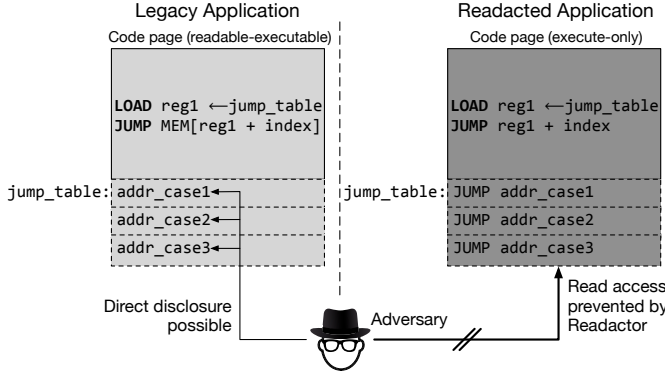 Legacy Application
Code page (readable-executable)
LOAD reg1 ←jump_table
JUMP MEM[reg1 + index]
jump_table: addr_case1
addr_case2
addr_case3
Direct disclosure
possible
Readacted Application
Code page (execute-only)
LOAD reg1 ←jump_table
JUMP reg1 + index
jump_table: JUMP addr_case1
JUMP addr_case2
JUMP addr_case3
Read access
prevented by
Readactor
Adversary